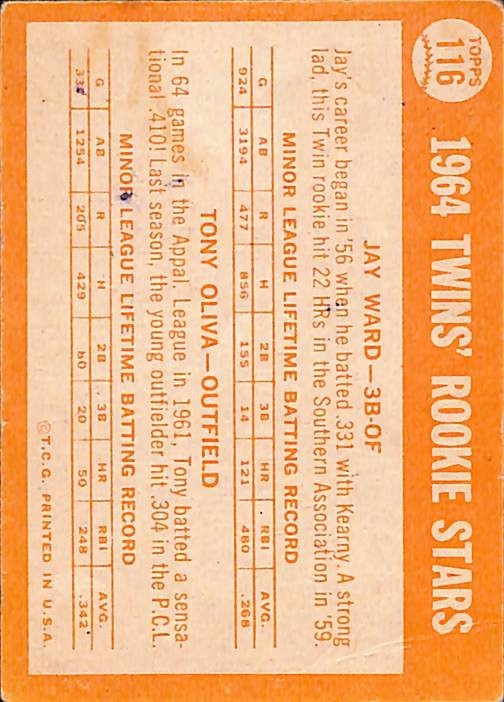 TOPPS
116
1964 TWINS' ROOKIE STARS
JAY WARD—3B-OF
Jay's career began in '56 when he batted .331 with Kearny. A strong
lad, this Twin rookie hit 22 HRs in the Southern Association in '59.
MINOR LEAGUE LIFETIME BATTING RECORD
G AB R H 2B 3B HR RBI AVG.
924 3194 477 856 155 14 121 480 .268
TONY OLIVA—OUTFIELD
In 64 games in the Appal. League in 1961, Tony batted a sensa-
tional .410! Last season, the young outfielder hit .304 in the P.C.L.
MINOR LEAGUE LIFETIME BATTING RECORD
G AB R H 2B 3B HR RBI AVG.
1254 205 429 80 20 50 248 .342
©T.C.G. PRINTED IN U.S.A.